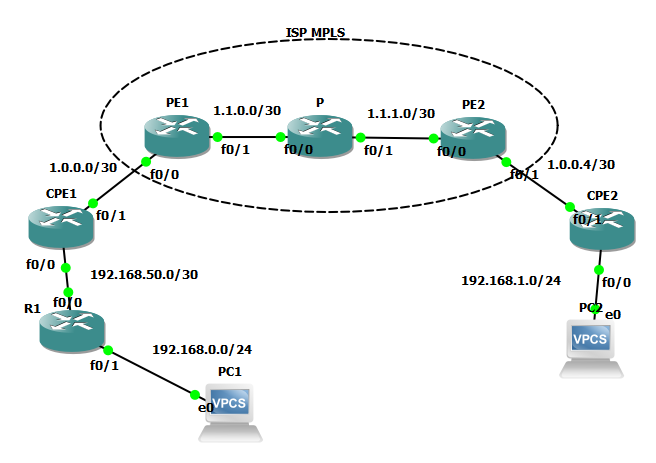 ISP MPLS
PE1
1.1.0.0/30
P
1.1.1.0/30
PE2
f0/1
f0/0
f0/1
f0/0
1.0.0.0/30
f0/0
1.0.0.4/30
f0/1
CPE1
f0/1
CPE2
f0/1
f0/0
192.168.50.0/30
192.168.1.0/24
f0/0
R1
f0/0
PC2
e0
VPCS
f0/1
192.168.0.0/24
PC1
e0
VPCS